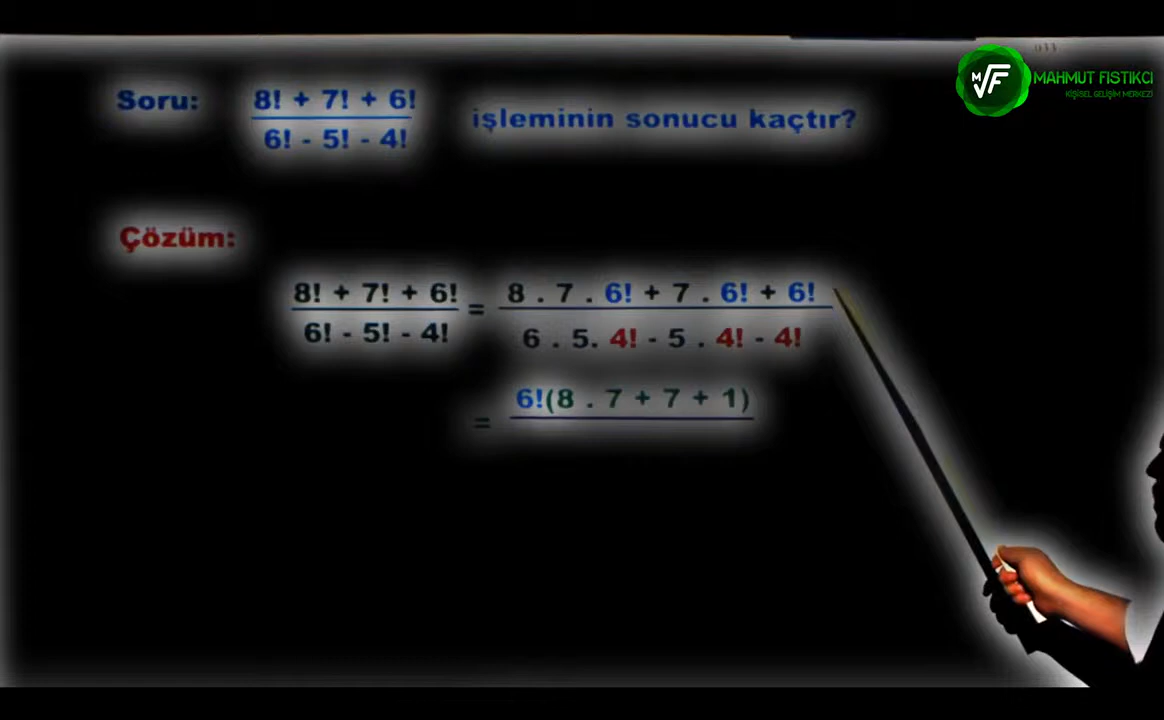 033
MAHMUT FISTIKCI
KİŞİSEL GELİŞİM MERKEZİ
Soru: 8! + 7! + 6!
6! - 5! - 4!
işleminin sonucu kaçtır?
Çözüm:
8! + 7! + 6! = 8 . 7 . 6! + 7 . 6! + 6!
6! - 5! - 4! 6 . 5. 4! - 5 . 4! - 4!
= 6!(8 . 7 + 7 + 1)